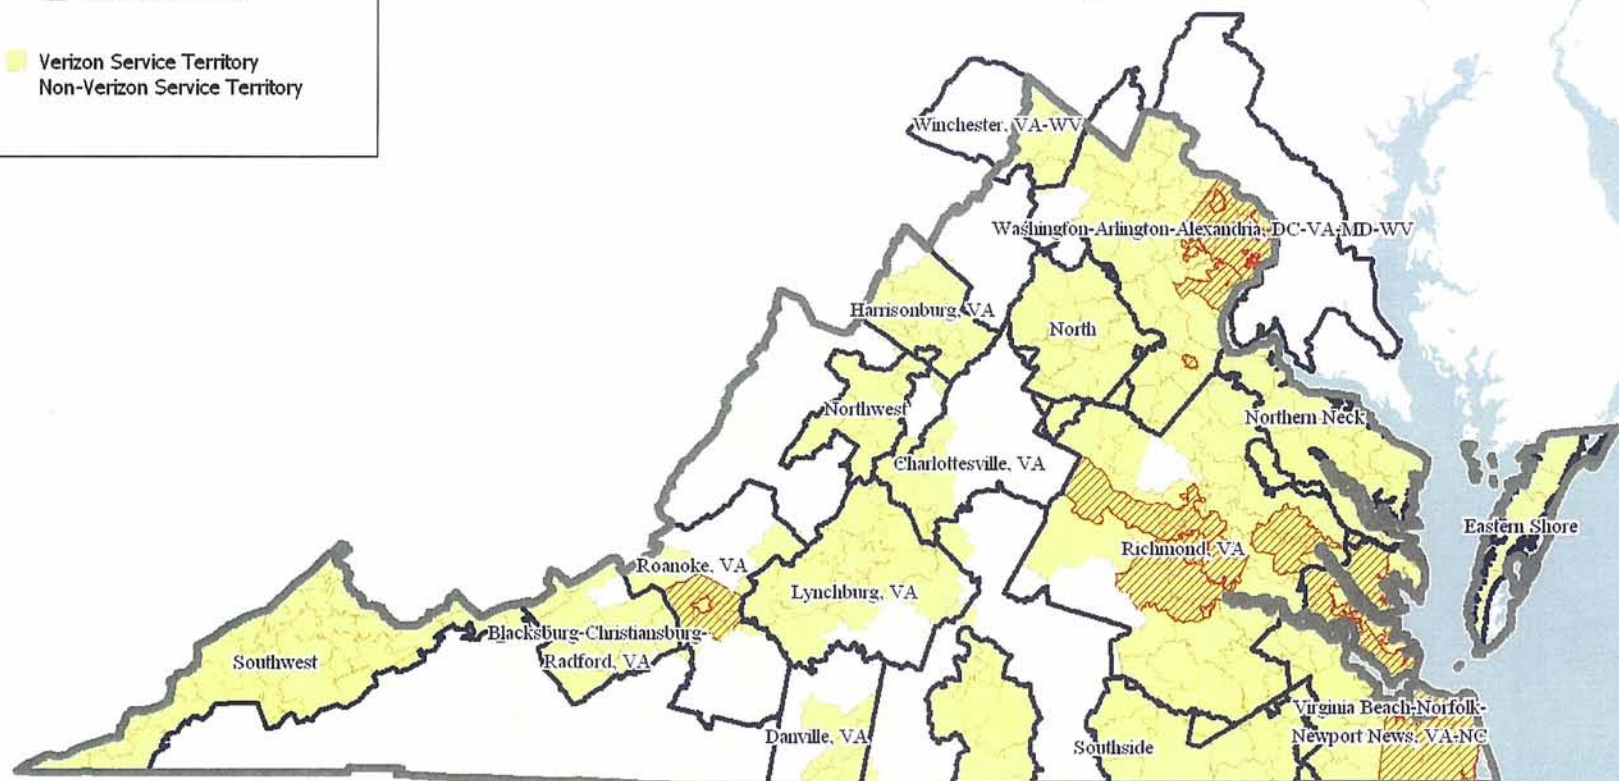 Verizon Service Territory
Non-Verizon Service Territory
Winchester, VA-WV
Washington-Arlington-Alexandria, DC-VA-MD-WV
Harrisonburg, VA
North
Northwest
Northern Neck
Charlottesville, VA
Eastern Shore
Richmond, VA
Roanoke, VA
Lynchburg, VA
Blacksburg-Christiansburg-
Radford, VA
Southwest
Virginia Beach-Norfolk-
Newport News, VA-NC
Danville, VA
Southside